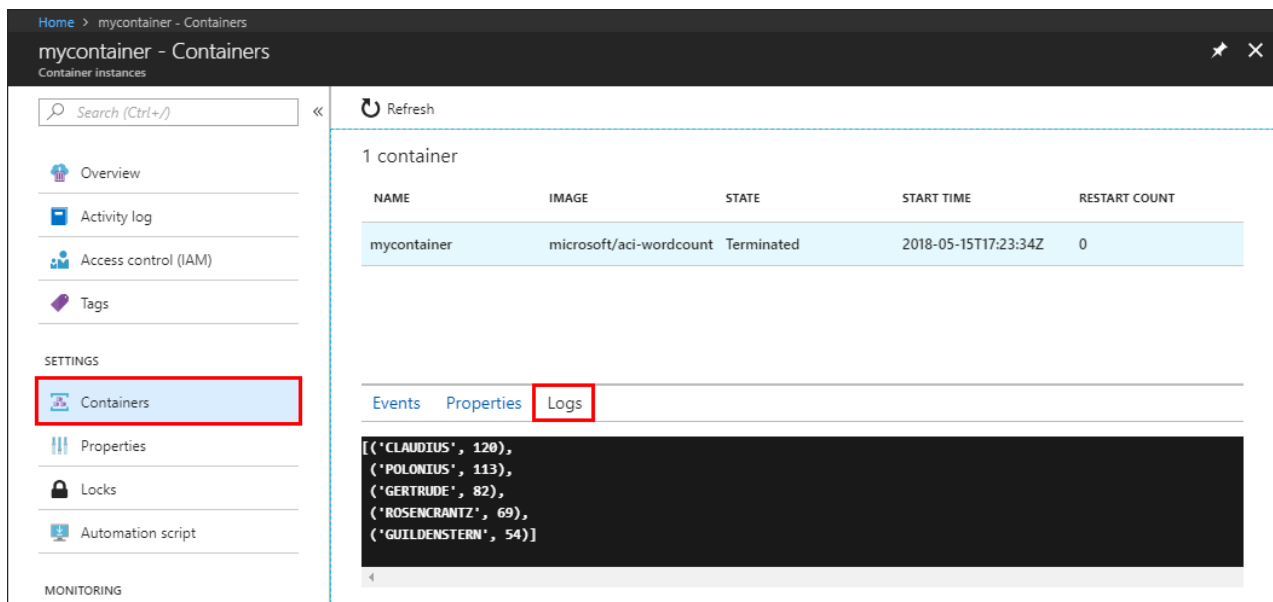 Home > mycontainer - Containers
mycontainer - Containers
Container instances
Search (Ctrl+/)
«
Overview
Activity log
Access control (IAM)
Tags
SETTINGS
Containers
Properties
Locks
Automation script
MONITORING
Refresh
1 container
NAME IMAGE STATE START TIME RESTART COUNT
mycontainer microsoft/aci-wordcount Terminated 2018-05-15T17:23:34Z 0
Events Properties Logs
[('CLAUDIUS', 120),
('POLONIUS', 113),
('GERTRUDE', 82),
('ROSENCRANTZ', 69),
('GUILDENSTERN', 54)]